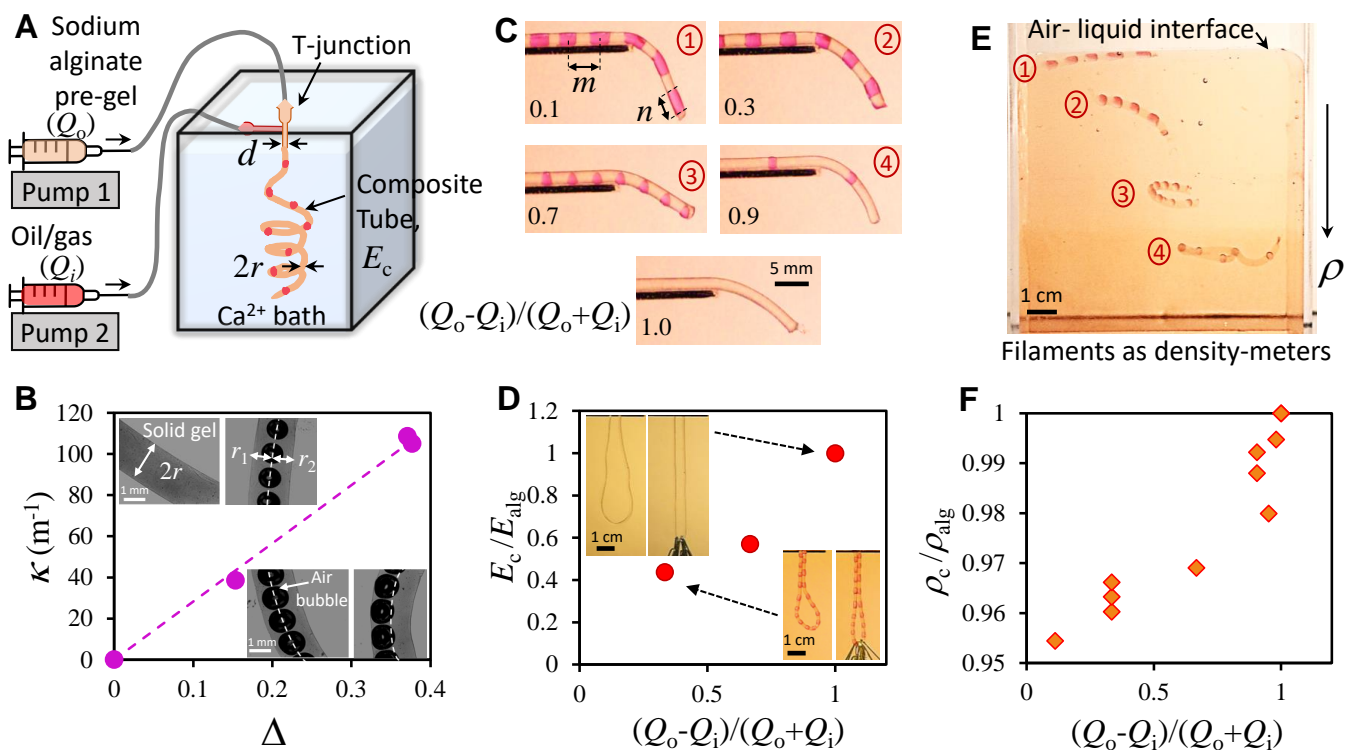 A
Sodium
alginate
pre-gel
(Qo)
Pump 1
Oil/gas
(Qi)
Pump 2
T-junction
d
Composite
Tube,
Ec
2r
Ca²⁺ bath
C
1
m
n
0.1
2
0.3
3
0.7
4
0.9
5 mm
1.0
(Qo-Qi)/(Qo+Qi)
E
Air- liquid interface
1
2
3
4
ρ
1 cm
Filaments as density-meters
B
κ (m⁻¹)
120
100
80
60
40
20
0
0
0.1
0.2
0.3
0.4
Δ
Solid gel
2r
1 mm
r1
r2
Air
bubble
1 mm
D
Ec/Ealg
1.2
1
0.8
0.6
0.4
0.2
0
0
0.5
1
(Qo-Qi)/(Qo+Qi)
1 cm
1 cm
F
ρc/ρalg
1
0.99
0.98
0.97
0.96
0.95
0
0.5
1
(Qo-Qi)/(Qo+Qi)